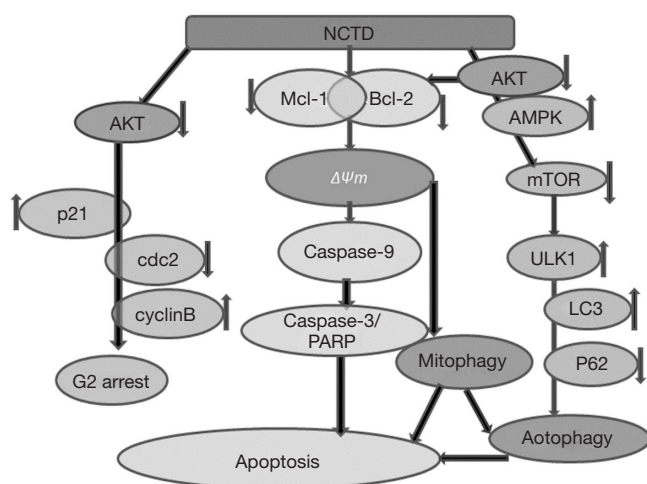 NCTD
AKT
Mcl-1
Bcl-2
AKT
AMPK
p21
ΔΨm
mTOR
cdc2
Caspase-9
ULK1
cyclinB
Caspase-3/
PARP
LC3
G2 arrest
Mitophagy
P62
Apoptosis
Aotophagy